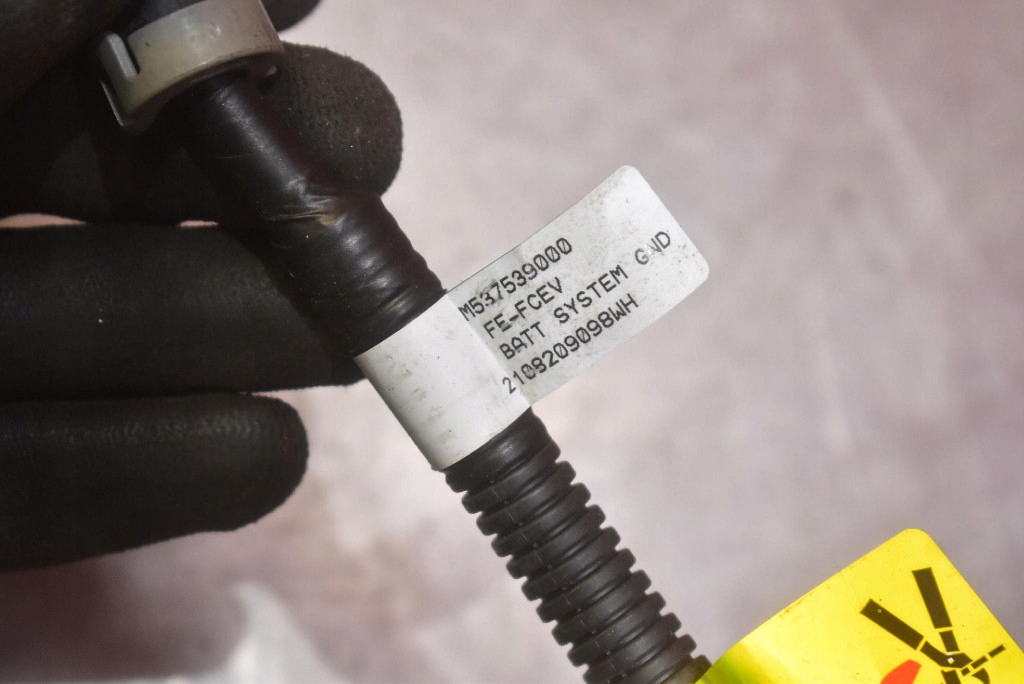 M537539000
FE-FCEV
BATT SYSTEM GND
2108209098WH